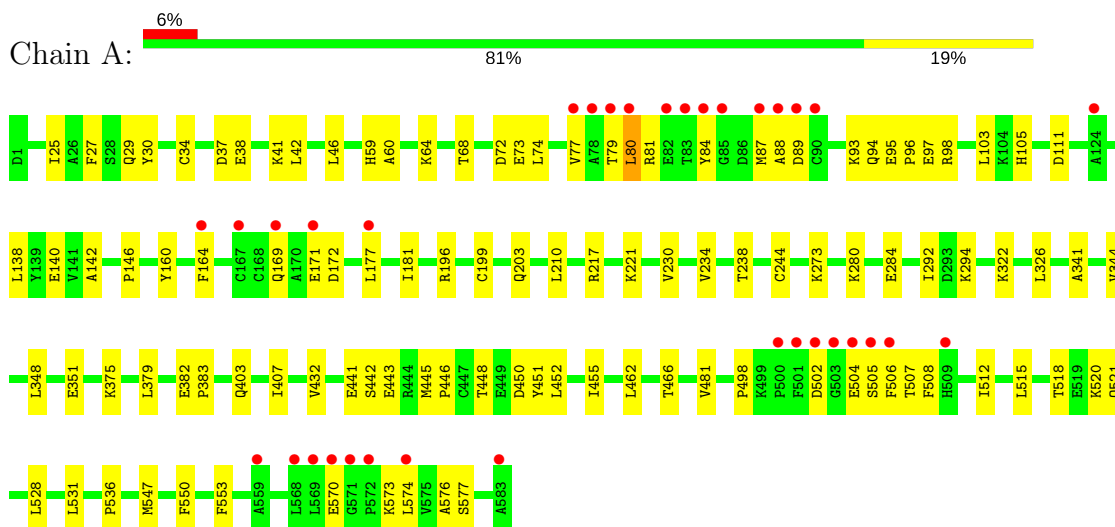 6%
Chain A:
81% 19%
D1 I25 A26 F27 S28 Q29 Y30 C34 D37 E38 K41 L42 L46 H59 A60 K64 T68 D72 E73 L74 V77 A78 T79 L80 R81 E82 T83 Y84 G85 D86 M87 A88 D89 C90 K93 Q94 E95 P96 E97 R98 L103 K104 H105 D111 A124
L138 Y139 E140 V141 A142 P146 Y160 F164 C167 C168 Q169 A170 E171 D172 L177 I181 R196 C199 Q203 L210 R217 K221 V230 V234 T238 C244 K273 K280 E284 I292 D293 K294 K322 L326 A341 V344
L348 E351 K375 L379 E382 P383 Q403 I407 V432 E441 S442 E443 R444 M445 P446 C447 T448 E449 D450 Y451 L452 I455 L462 T466 V481 P498 K499 P500 F501 D502 G503 E504 S505 F506 T507 F508 H509 I512 L515 T518 E519 K520 Q521
L528 L531 P536 M547 F550 F553 A559 L568 L569 E570 G571 P572 K573 L574 V575 A576 S577 A583